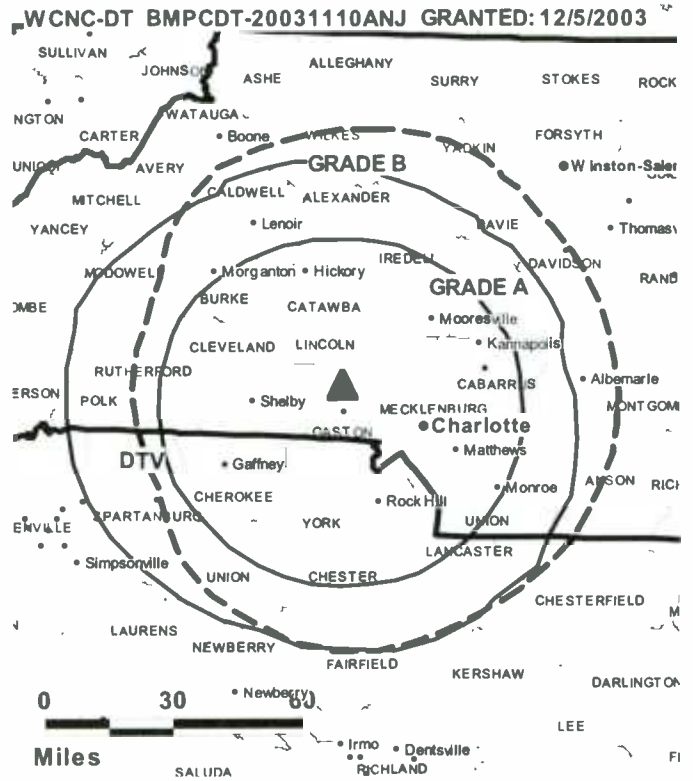 WCNC-DT BMPCDT-20031110ANJ GRANTED: 12/5/2003
SULLIVAN
ALLEGHANY
JOHNSON
ASHE
SURRY
STOKES
ROCK
NGTON
WATAUGA
CARTER
Boone
WILKES
YADKIN
FORSYTH
UNICOI
AVERY
GRADE B
Winston-Salem
CALDWELL
ALEXANDER
MITCHELL
YANCEY
Lenoir
DAVIE
Thomasv
MCDOWELL
Morganton
Hickory
IREDELL
DAVIDSON
RAND
GRADE A
OMBE
BURKE
CATAWBA
Mooresville
CLEVELAND
LINCOLN
Kannapolis
RUTHERFORD
CABARRUS
Albemarle
ERSON
POLK
Shelby
MECKLENBURG
MONTGOM
Charlotte
GASTON
DTV
Gaffney
Matthews
CHEROKEE
Rock Hill
Monroe
ANSON
RICH
ENVILLE
SPARTANBURG
YORK
UNION
LANCASTER
Simpsonville
UNION
CHESTER
CHESTERFIELD
LAURENS
NEWBERRY
FAIRFIELD
KERSHAW
DARLINGTON
0 30 60
Newberry
LEE
Miles
Irmo
Dentsville
SALUDA
RICHLAND